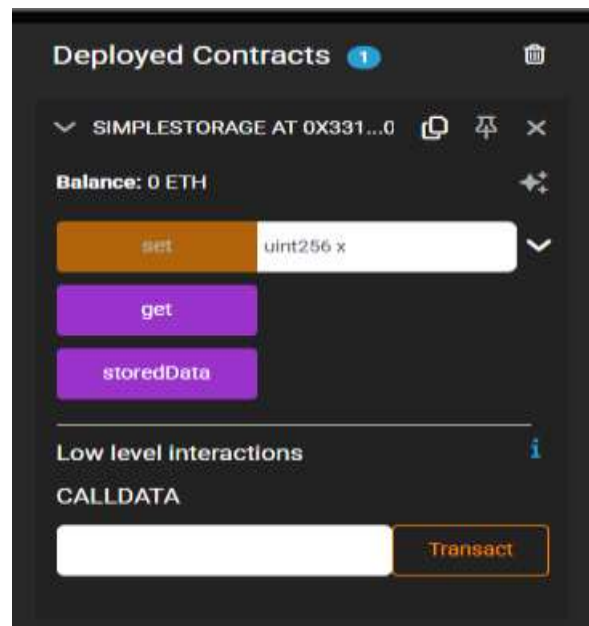 Deployed Contracts 1
SIMPLESTORAGE AT 0X331...0
Balance: 0 ETH
set uint256 x
get
storedData
Low level interactions i
CALLDATA
Transact